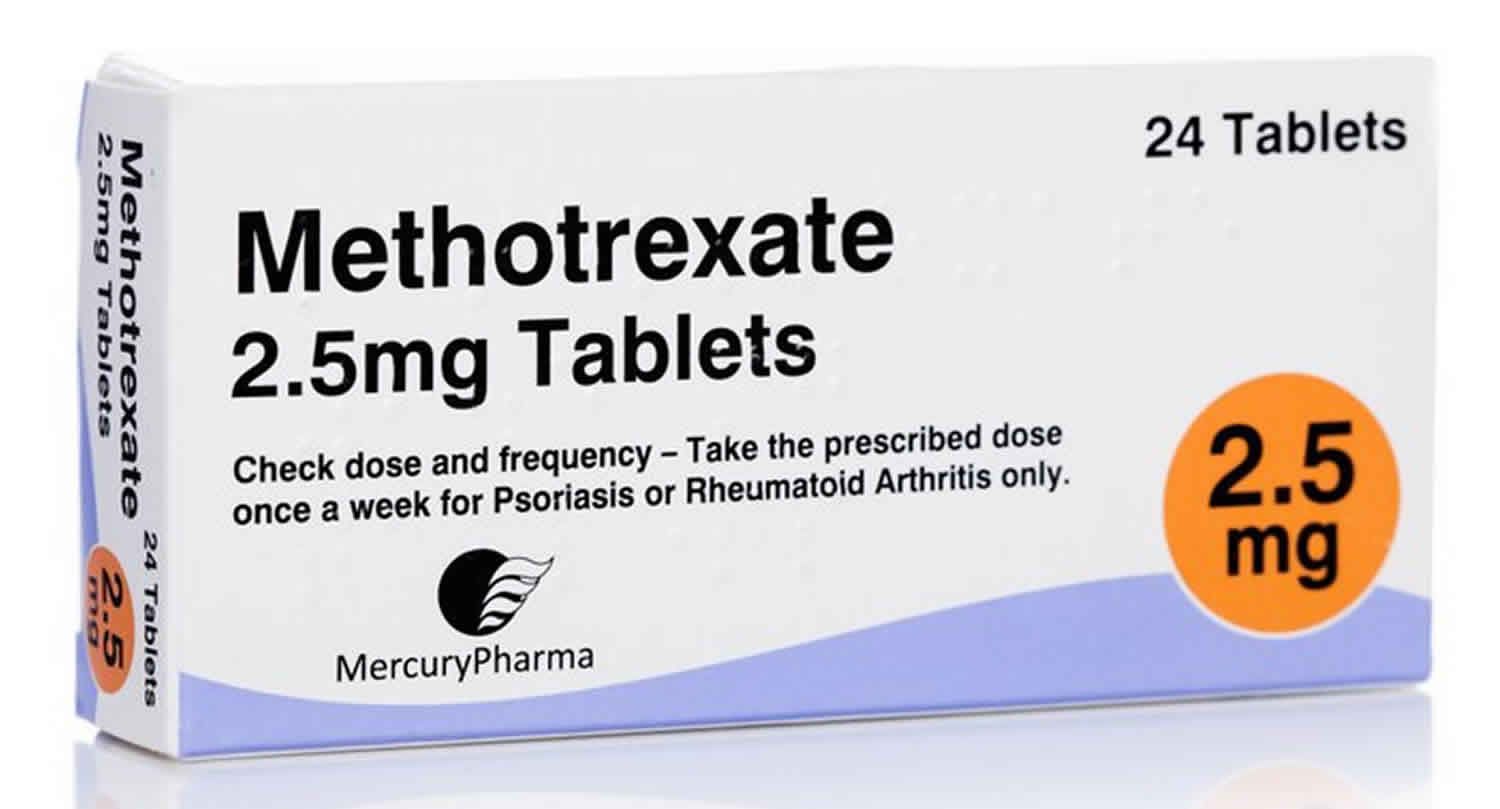 24 Tablets
Methotrexate
2.5mg Tablets
Check dose and frequency – Take the prescribed dose
once a week for Psoriasis or Rheumatoid Arthritis only.
2.5
mg
MercuryPharma
Methotrexate
2.5mg Tablets
24 Tablets
2.5
mg